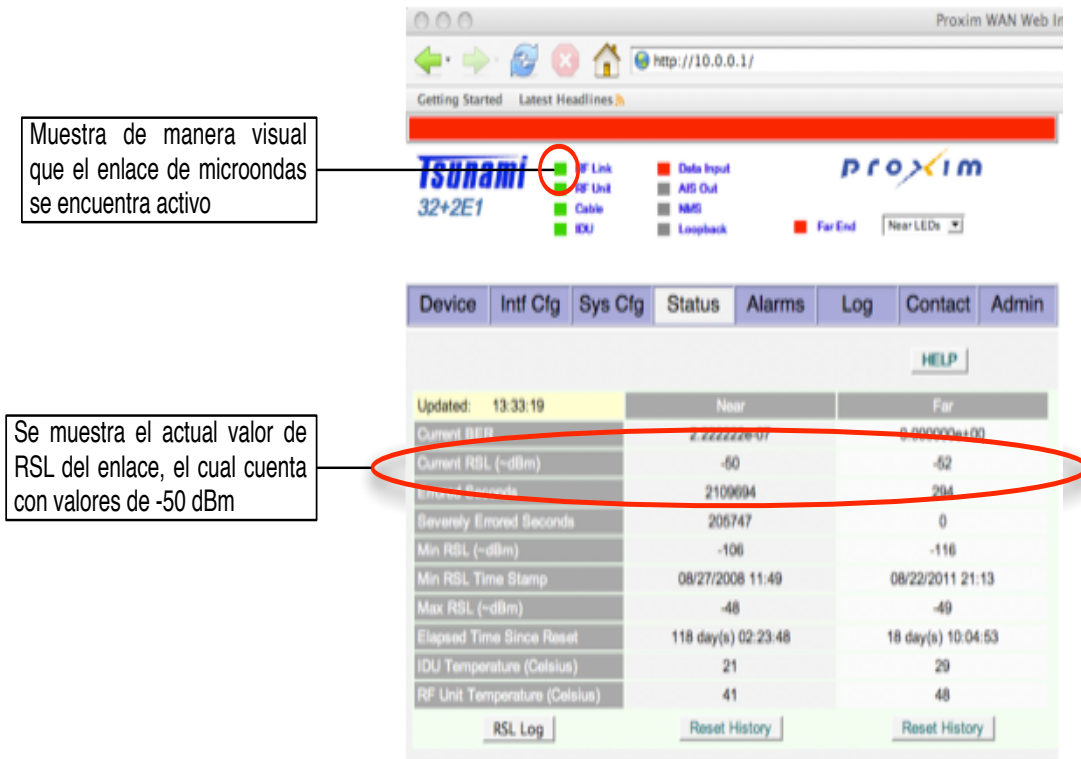 Proxim WAN Web In
http://10.0.0.1/
Getting Started Latest Headlines
Muestra de manera visual
que el enlace de microondas
se encuentra activo
Tsunami
32+2E1
RF Link
RF Unit
Cable
IDU
Data Input
AIS Out
NMS
Loopback
proxim
Far End
Near LEDs
Device Intf Cfg Sys Cfg Status Alarms Log Contact Admin
HELP
Updated: 13:33:19 Near Far
Current BER 2.222222e-07 0.000000e+00
Current RSL (~dBm) -50 -52
Errored Seconds 2109694 294
Severely Errored Seconds 205747 0
Min RSL (~dBm) -106 -116
Min RSL Time Stamp 08/27/2008 11:49 08/22/2011 21:13
Max RSL (~dBm) -48 -49
Elapsed Time Since Reset 118 day(s) 02:23:48 18 day(s) 10:04:53
IDU Temperature (Celsius) 21 29
RF Unit Temperature (Celsius) 41 48
RSL Log Reset History Reset History
Se muestra el actual valor de
RSL del enlace, el cual cuenta
con valores de -50 dBm